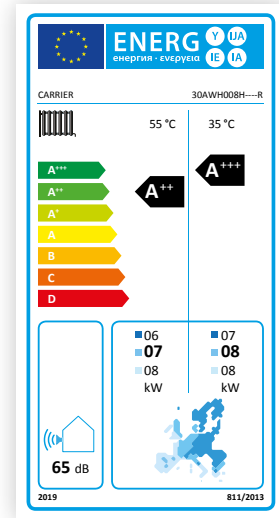 ENERG Y IJA
енергия · ενεργεια IE IA
CARRIER 30AWH008H----R
55 °C 35 °C
A+++
A++
A+
A
B
C
D
A++
A+++
06 07
07 08
08 08
kW kW
65 dB
2019 811/2013